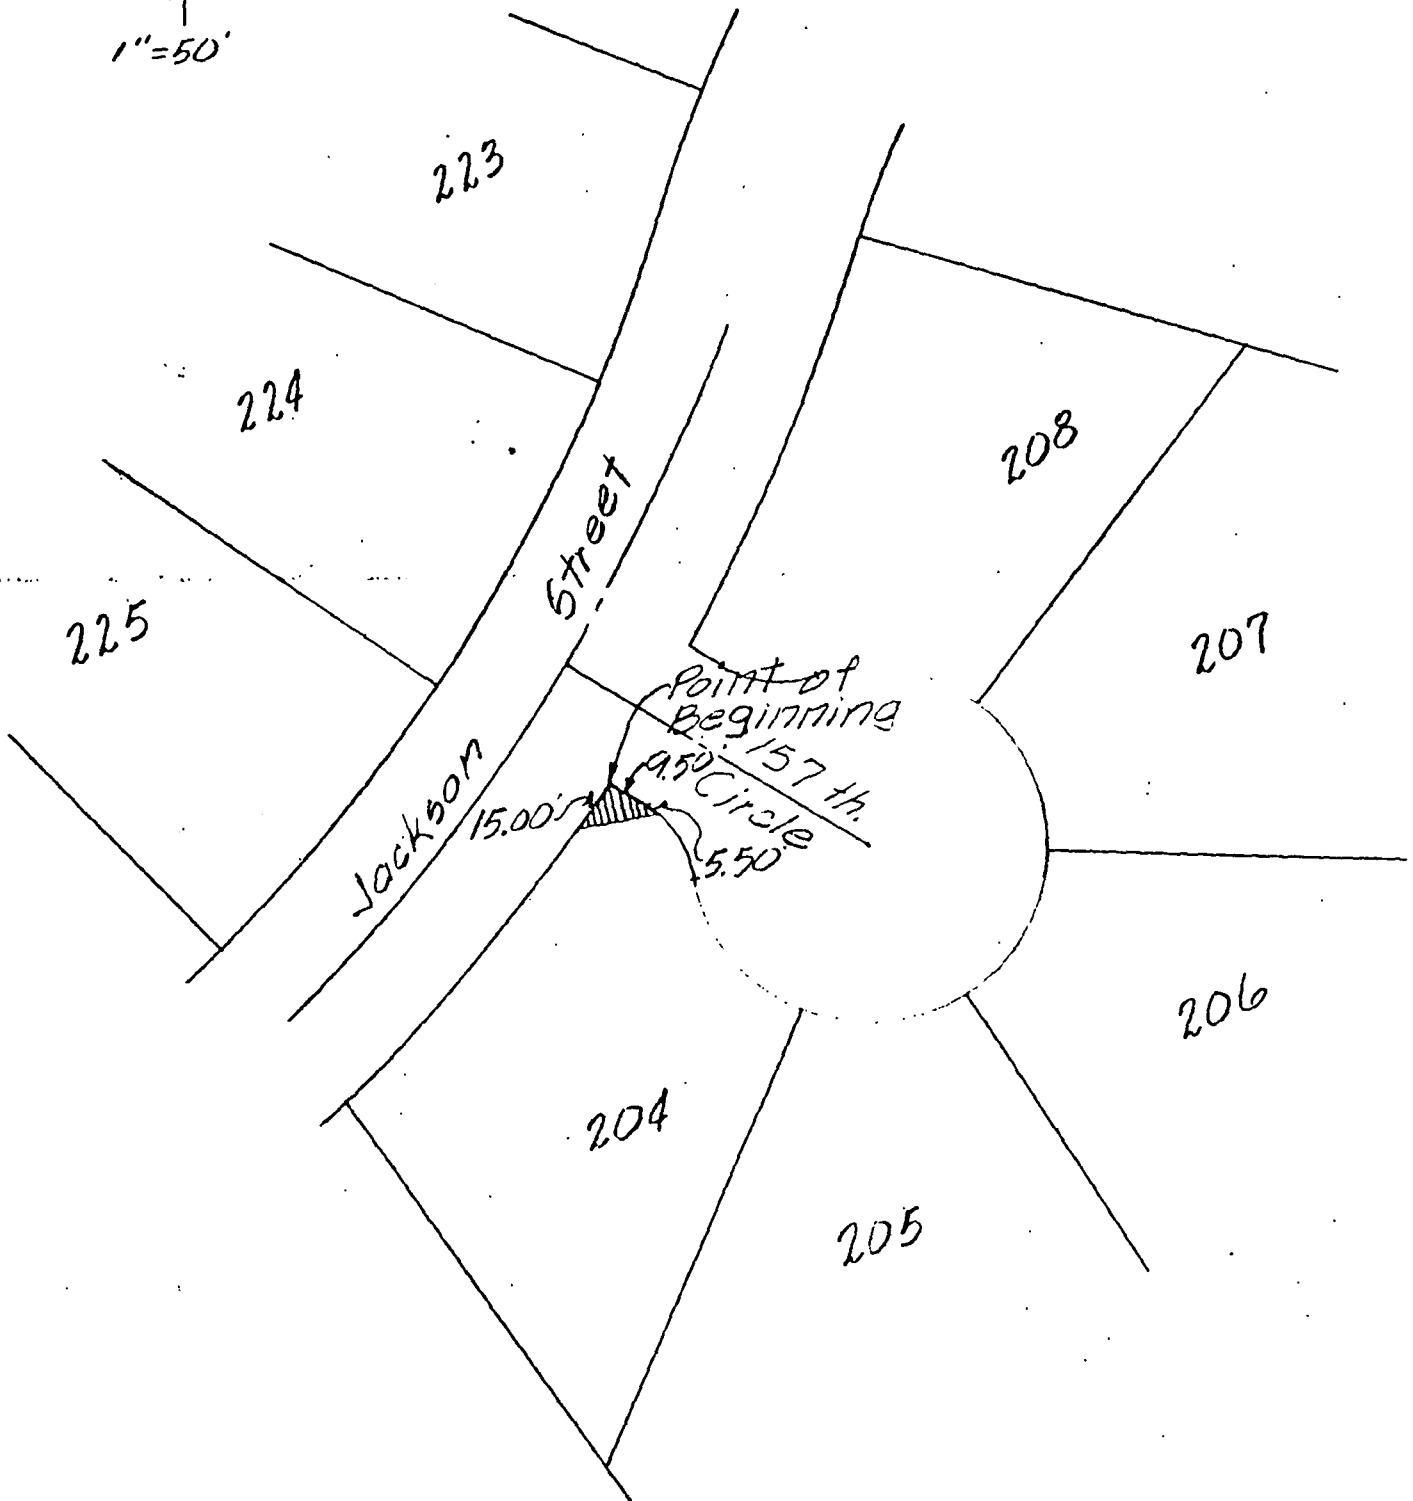 1"=50'
223
224
208
Street
225
207
Point of
Beginning
157 th.
Circle
9.50'
15.00'
5.50'
Jackson
206
204
205